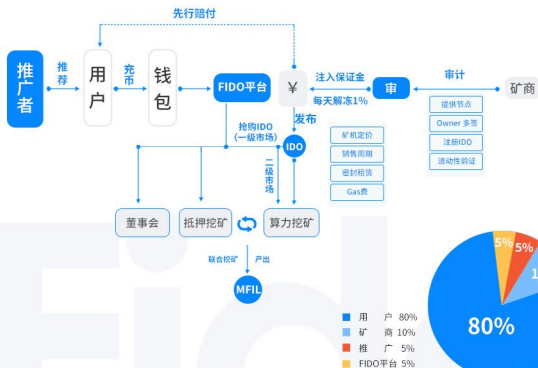 先行赔付
推广者
推荐
用户
充币
钱包
FIDO平台
¥
注入保证金
每天解冻1%
审
审计
矿商
提供节点
Owner 多签
注册IDO
流动性验证
发布
抢购IDO
（一级市场）
IDO
矿机定价
销售周期
密封租赁
Gas费
二级市场
董事会
抵押挖矿
算力挖矿
联合挖矿
产出
MFIL
5%
5%
1
80%
用 户 80%
矿 商 10%
推 广 5%
FIDO平台 5%